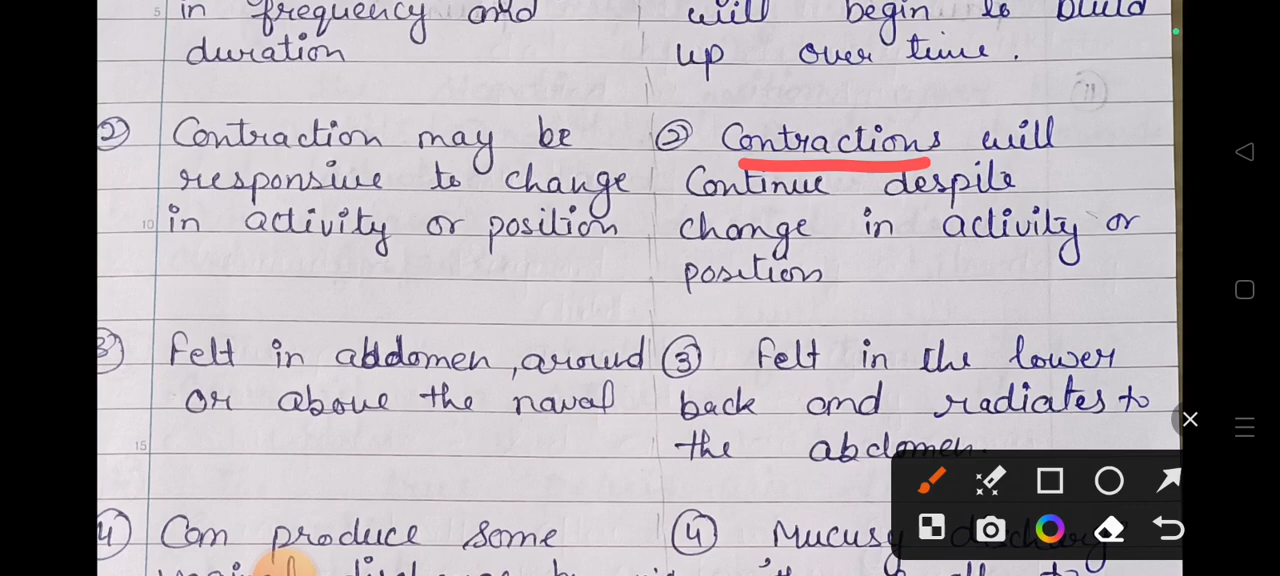 in frequency and
duration
② Contraction may be
responsive to change
in activity or position
③ Felt in abdomen, around
or above the naval
④ Can produce some
will begin to build
up over time.
② Contractions will
Continue despite
change in activity or
position
③ Felt in the lower
back and radiates to
the abdomen.
④ Mucusy
5
10
15